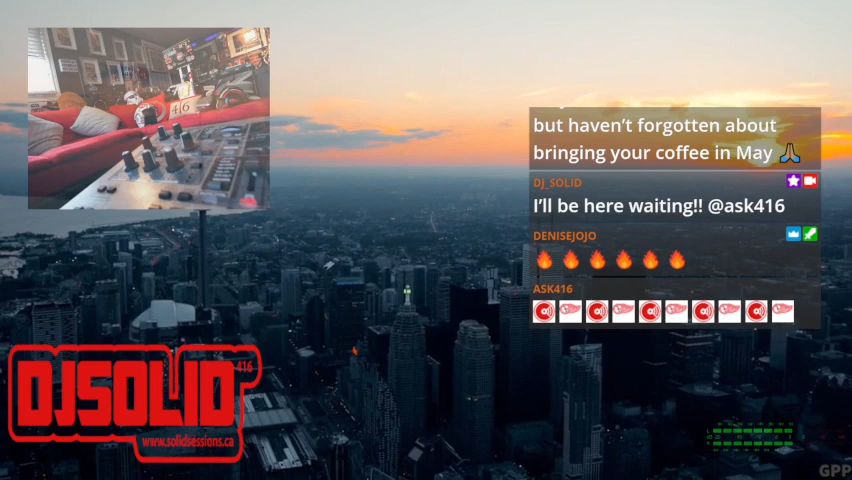 416
but haven't forgotten about
bringing your coffee in May 🙏
DJ_SOLID
I'll be here waiting!! @ask416
DENISEJOJO
🔥 🔥 🔥 🔥 🔥 🔥
ASK416
DJSOLID
416
www.solidsessions.ca
GPP